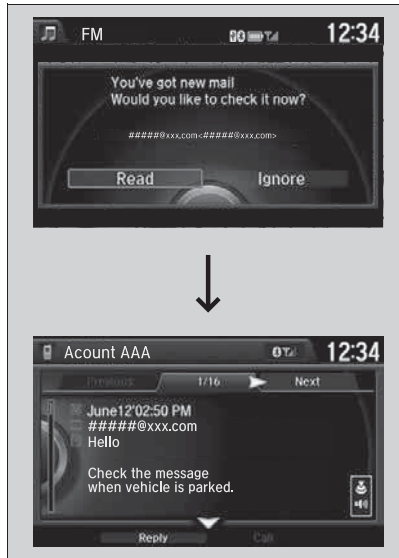 FM 12:34
You've got new mail
Would you like to check it now?
#####@xxx.com<#####@xxx.com>
Read Ignore
Acount AAA 12:34
Previous 1/16 Next
June12'02:50 PM
#####@xxx.com
Hello
Check the message
when vehicle is parked.
Reply Call